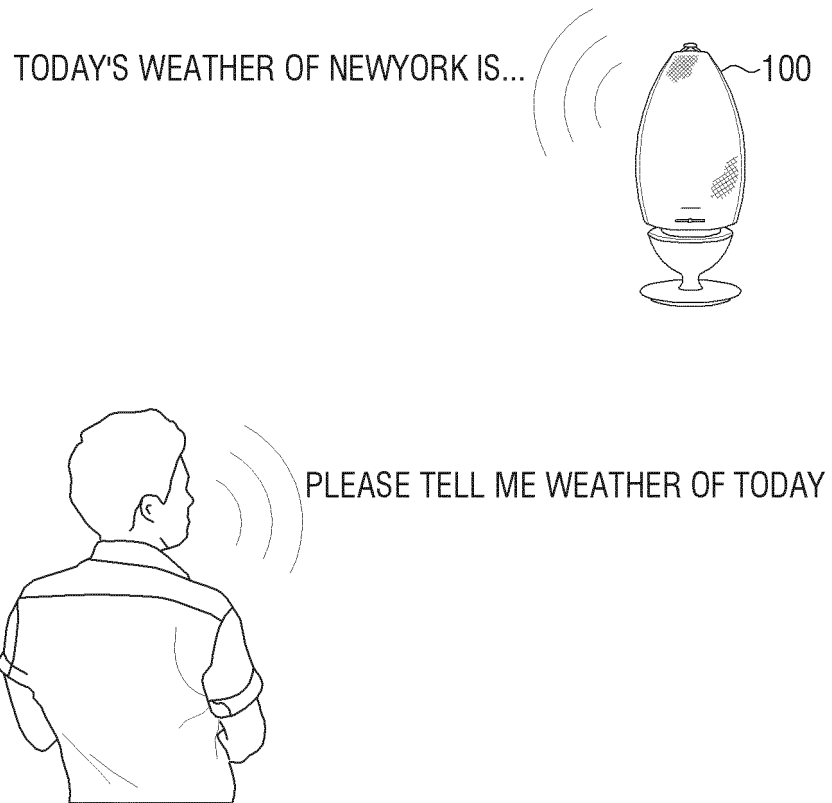 TODAY'S WEATHER OF NEWYORK IS...
100
PLEASE TELL ME WEATHER OF TODAY